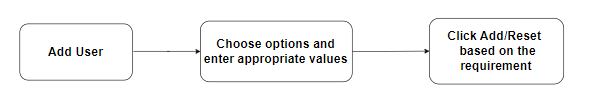 Add User
Choose options and
enter appropriate values
Click Add/Reset
based on the
requirement